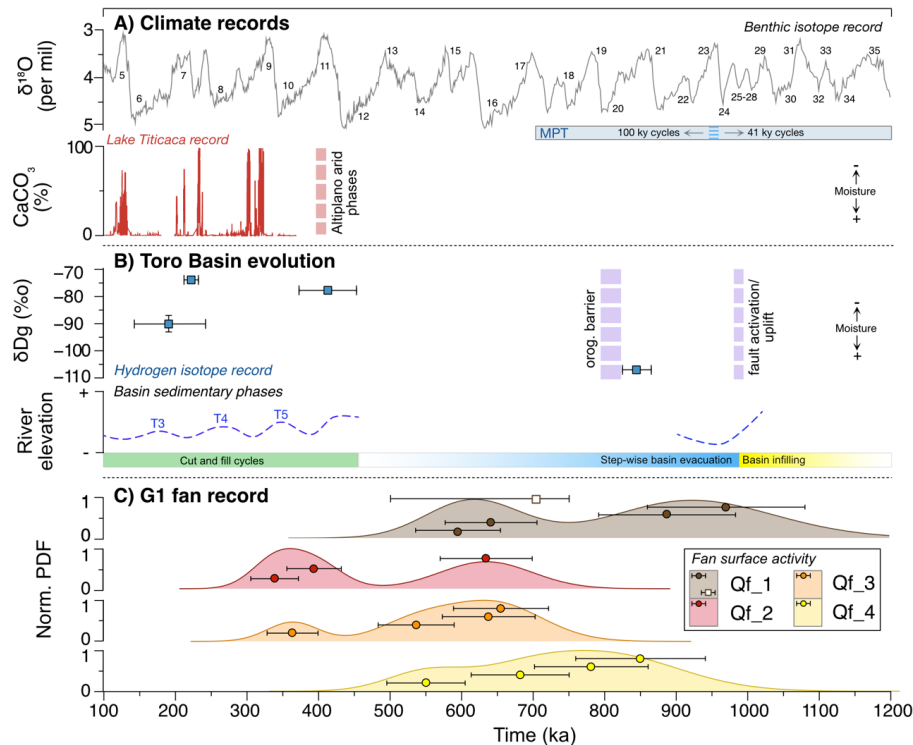 A) Climate records
Benthic isotope record
δ18O
(per mil)
3
4
5
5
6
7
8
9
10
11
12
13
14
15
16
17
18
19
20
21
22
23
24
25-28
29
30
31
32
33
34
35
MPT
100 ky cycles
41 ky cycles
Lake Titicaca record
CaCO3
(%)
100
0
Altiplano arid
phases
-
Moisture
+
B) Toro Basin evolution
δDg (%o)
−70
−80
−90
−100
−110
orog. barrier
fault activation/
uplift
-
Moisture
+
Hydrogen isotope record
Basin sedimentary phases
River
elevation
+
-
T3
T4
T5
Cut and fill cycles
Step-wise basin evacuation
Basin infilling
C) G1 fan record
Norm. PDF
1
0
1
0
1
0
1
0
Fan surface activity
Qf_1
Qf_3
Qf_2
Qf_4
100 200 300 400 500 600 700 800 900 1000 1100 1200
Time (ka)